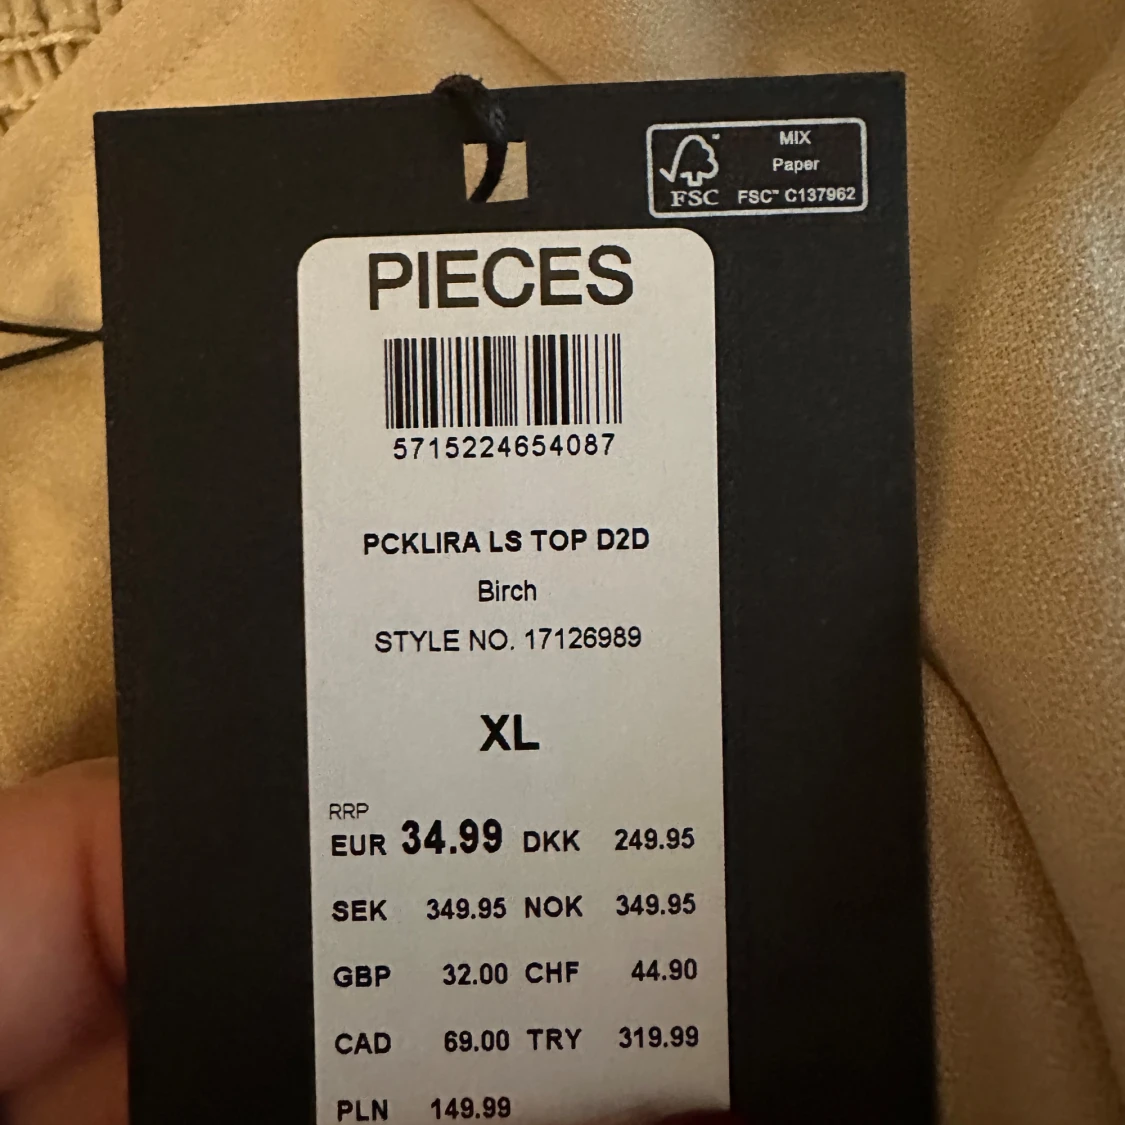 MIX
Paper
FSC™ C137962
FSC
PIECES
5715224654087
PCKLIRA LS TOP D2D
Birch
STYLE NO. 17126989
XL
RRP
EUR 34.99 DKK 249.95
SEK 349.95 NOK 349.95
GBP 32.00 CHF 44.90
CAD 69.00 TRY 319.99
PLN 149.99